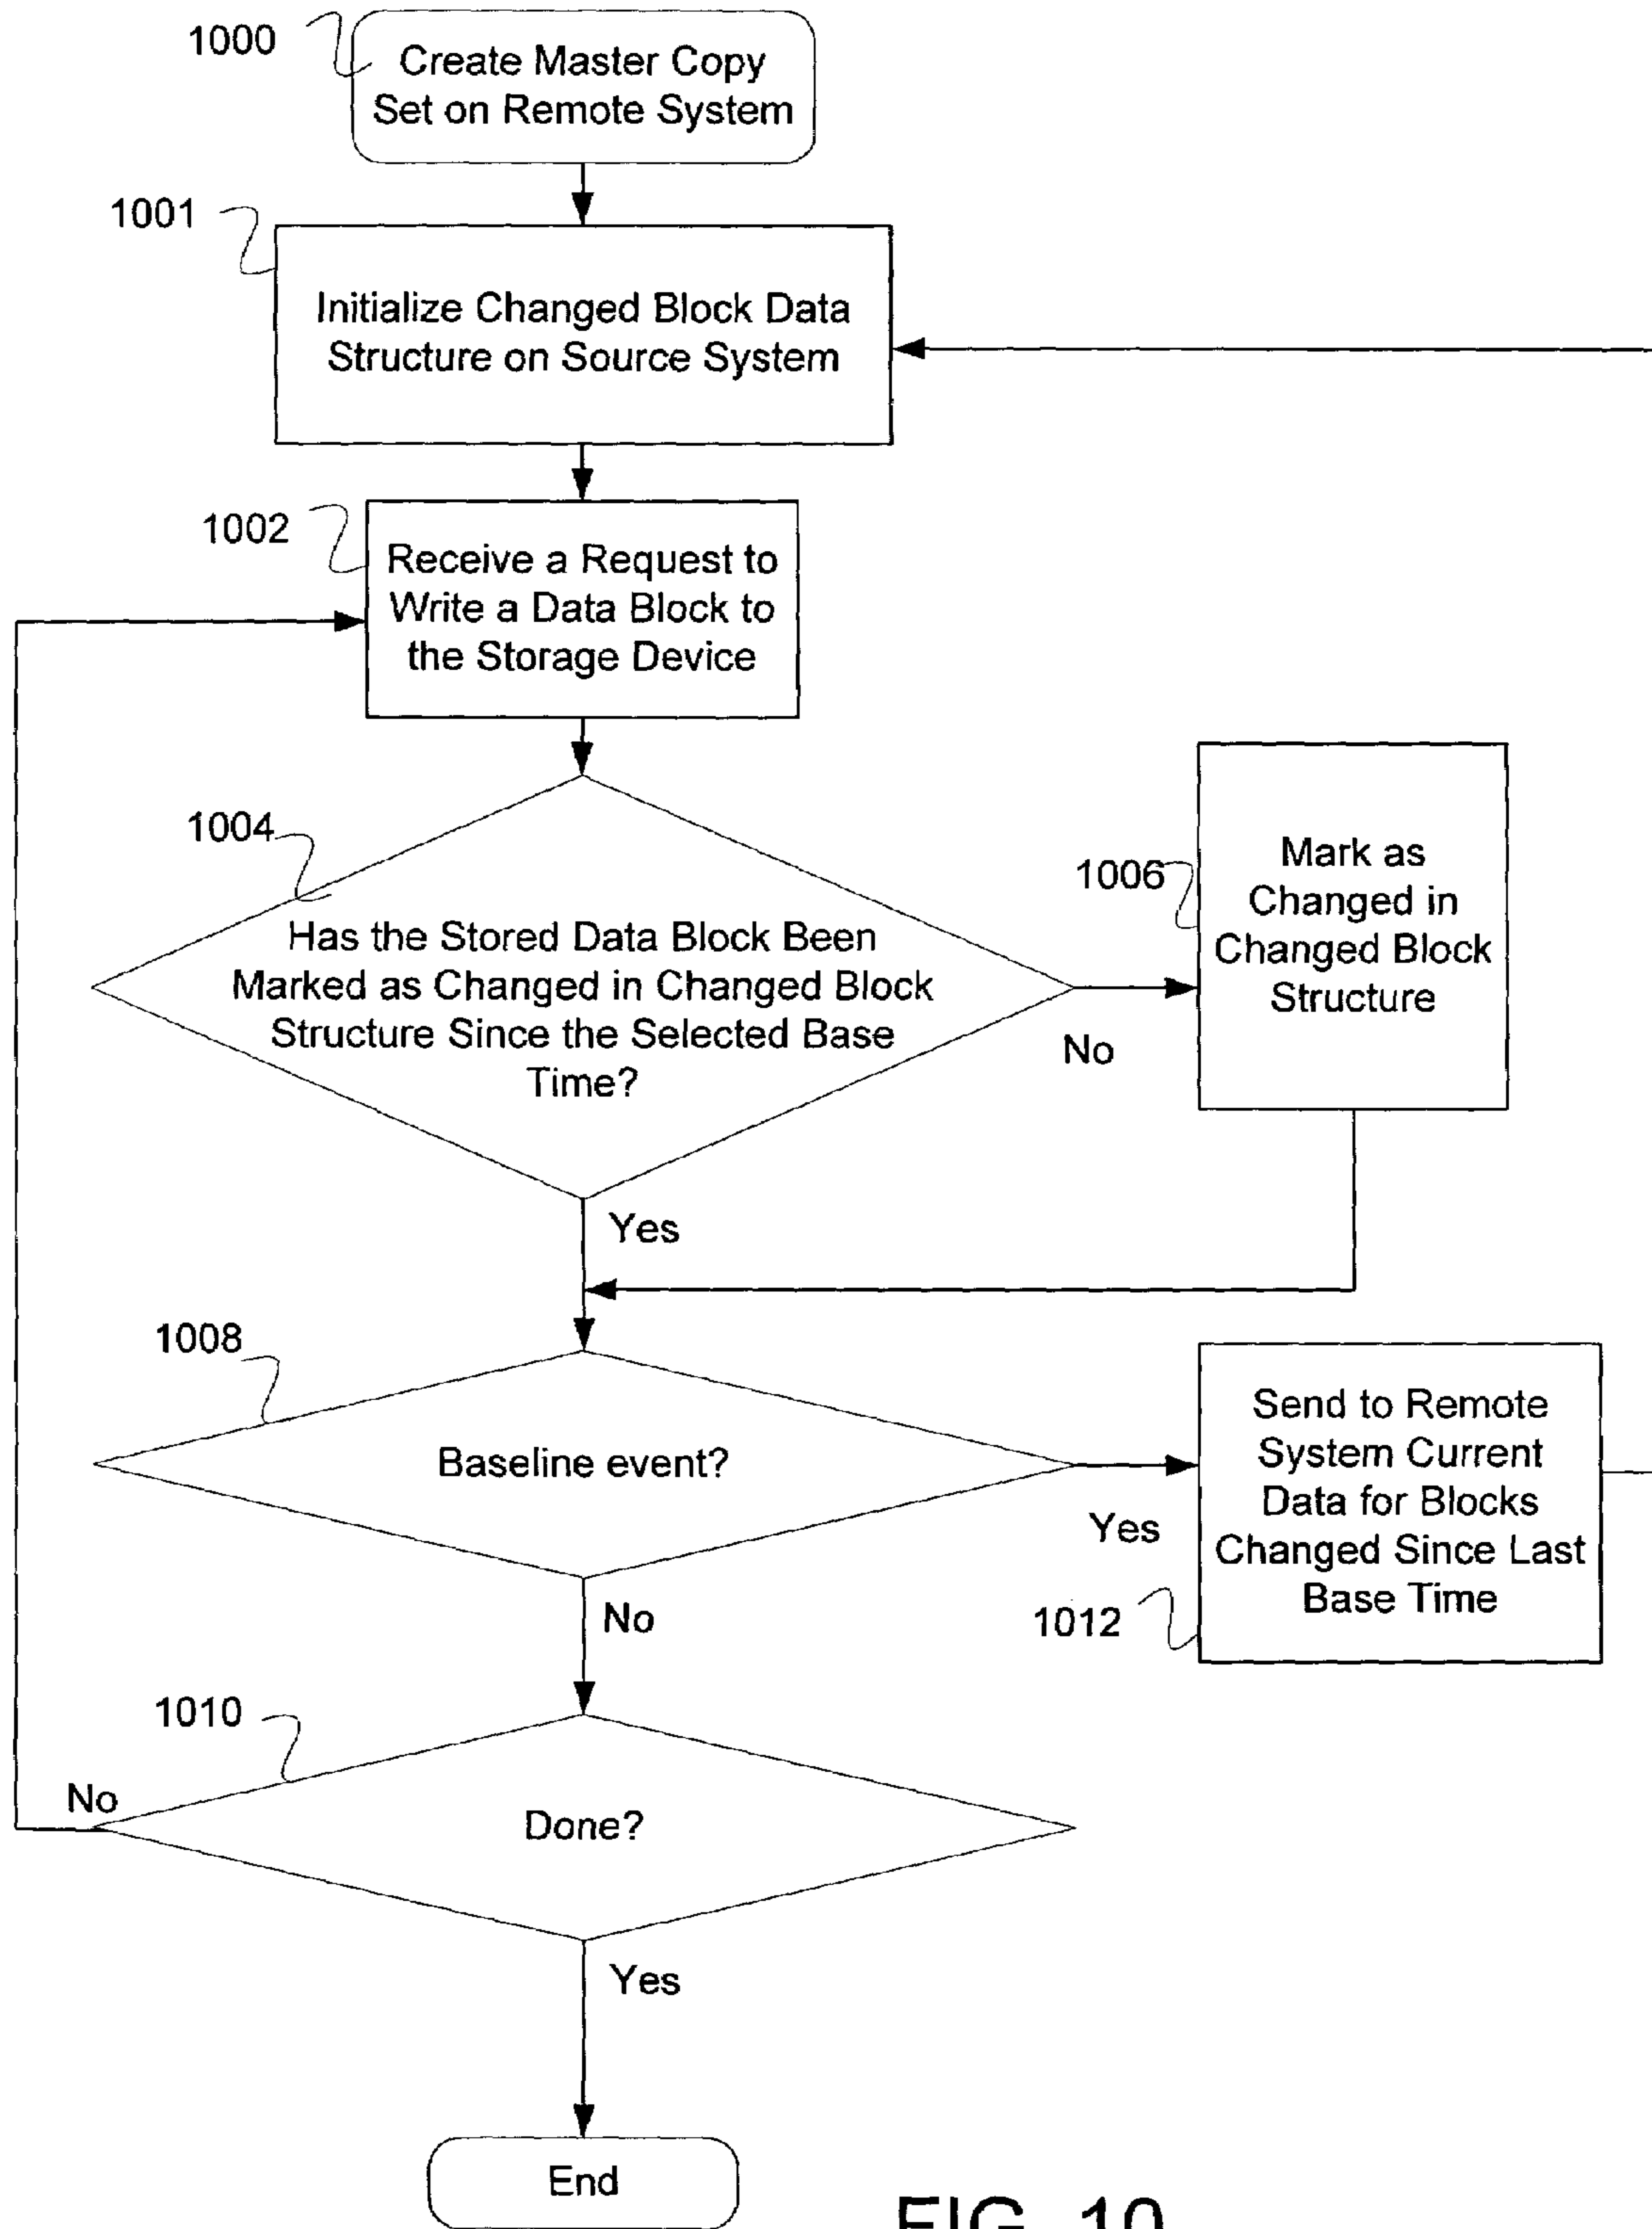 1000
Create Master Copy
Set on Remote System
1001
Initialize Changed Block Data
Structure on Source System
1002
Receive a Request to
Write a Data Block to
the Storage Device
1004
Has the Stored Data Block Been
Marked as Changed in Changed Block
Structure Since the Selected Base
Time?
No
1006
Mark as
Changed in
Changed Block
Structure
Yes
1008
Baseline event?
Yes
Send to Remote
System Current
Data for Blocks
Changed Since Last
Base Time
1012
No
1010
Done?
No
Yes
End
FIG. 10